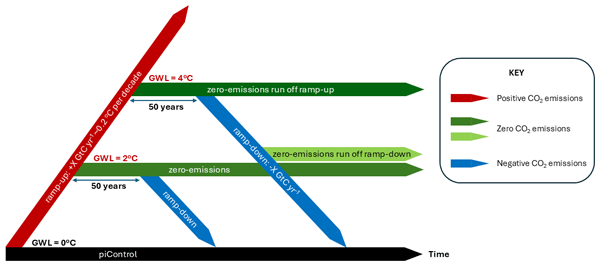 GWL = 4°C
zero-emissions run off ramp-up
50 years
ramp-up: +X GtC yr⁻¹ ~0.2 °C per decade
ramp-down: -X GtC yr⁻¹
zero-emissions run off ramp-down
GWL = 2°C
zero-emissions
50 years
ramp-down
GWL = 0°C
piControl
Time
KEY
Positive CO₂ emissions
Zero CO₂ emissions
Negative CO₂ emissions